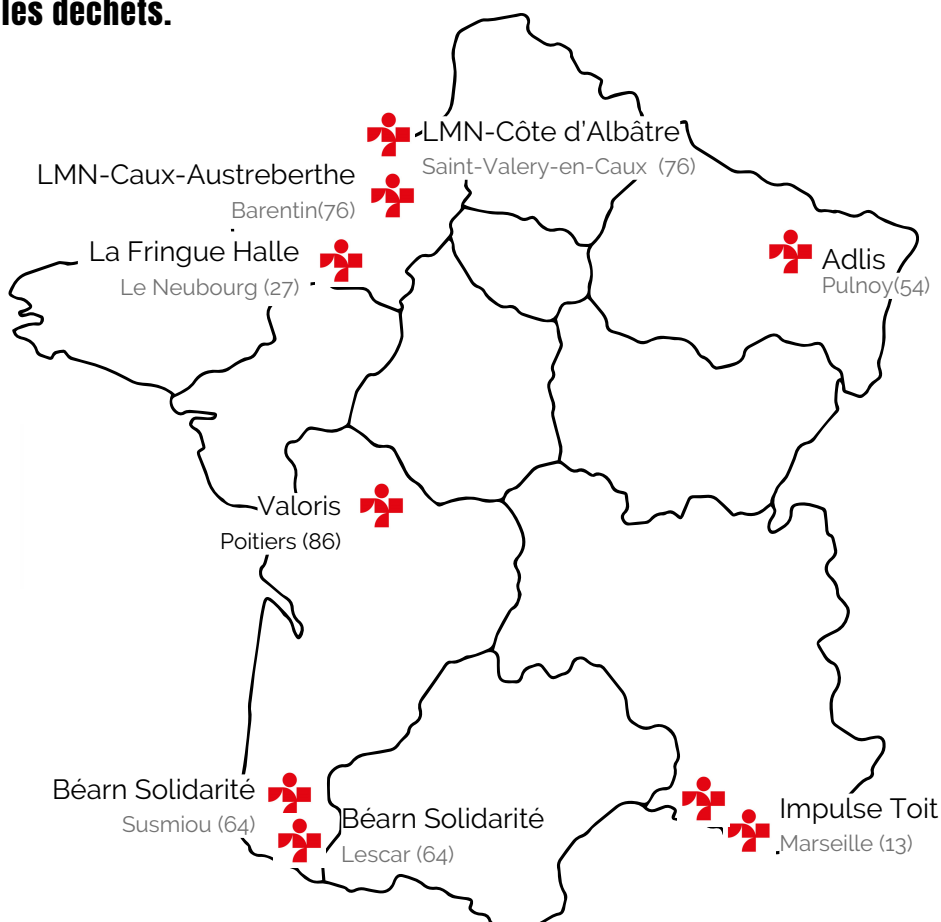 les déchets.
LMN-Côte d'Albâtre
Saint-Valery-en-Caux (76)
LMN-Caux-Austreberthe
Barentin(76)
La Fringue Halle
Le Neubourg (27)
Adlis
Pulnoy(54)
Valoris
Poitiers (86)
Béarn Solidarité
Susmiou (64)
Béarn Solidarité
Lescar (64)
Impulse Toit
Marseille (13)